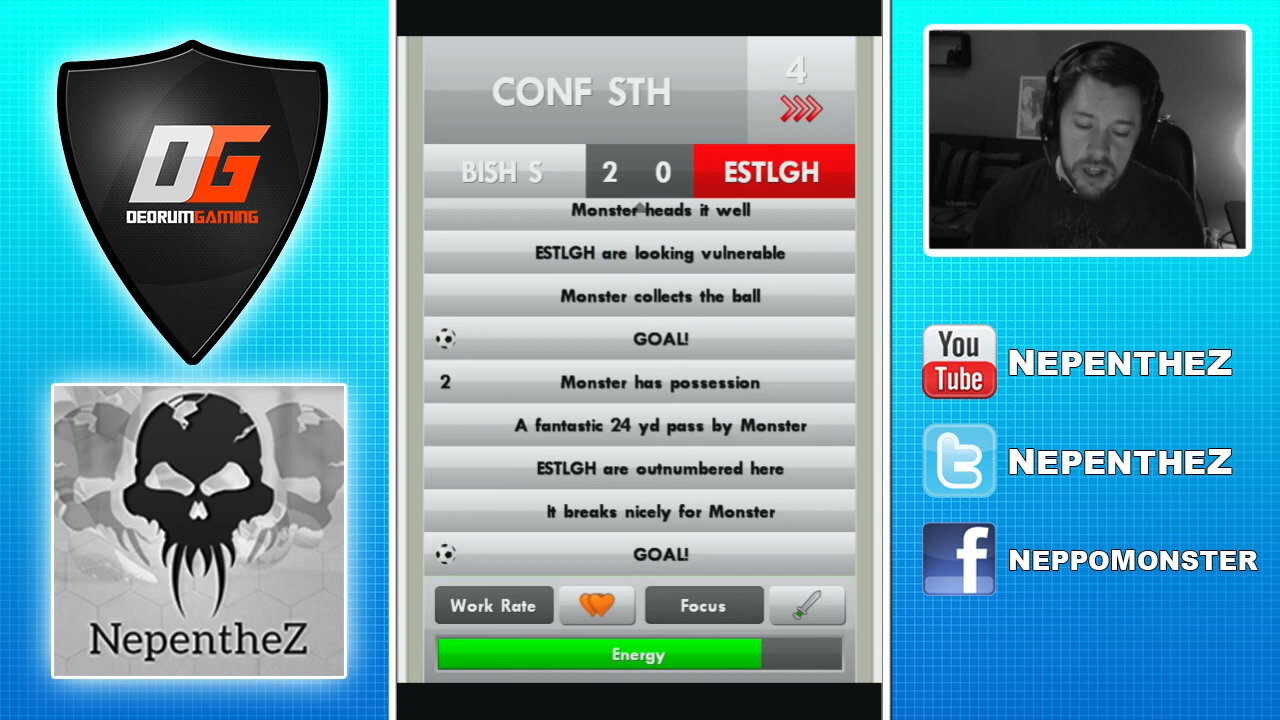 DG
DEORUMGAMING
NepentheZ
CONF STH
4
BISH S 2 0 ESTLGH
Monster heads it well
ESTLGH are looking vulnerable
Monster collects the ball
GOAL!
2 Monster has possession
A fantastic 24 yd pass by Monster
ESTLGH are outnumbered here
It breaks nicely for Monster
GOAL!
Work Rate
Focus
Energy
You
Tube
NEPENTHEZ
t
NEPENTHEZ
f
NEPPOMONSTER